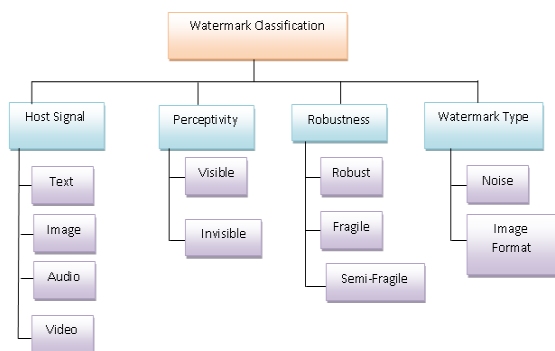 Watermark Classification
Host Signal
Perceptivity
Robustness
Watermark Type
Text
Image
Audio
Video
Visible
Invisible
Robust
Fragile
Semi-Fragile
Noise
Image
Format